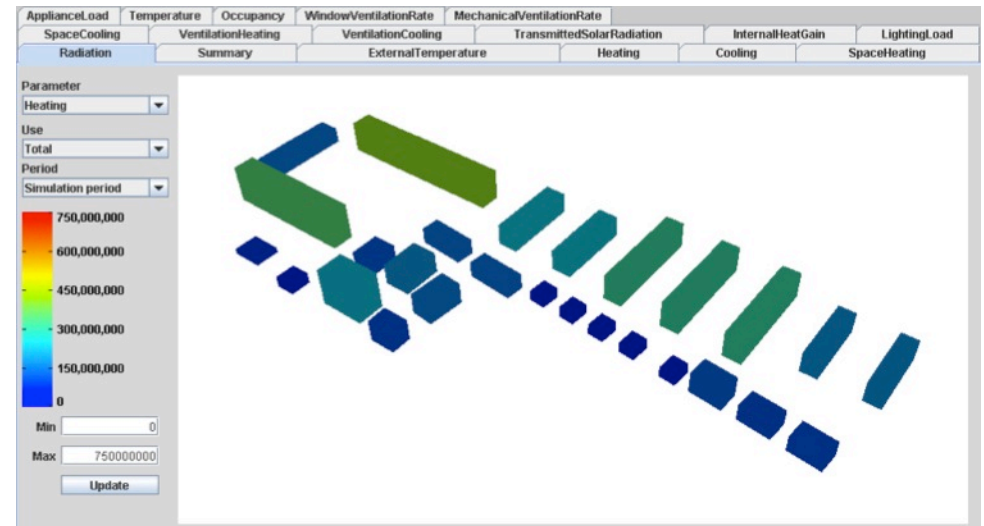 ApplianceLoad Temperature Occupancy WindowVentilationRate MechanicalVentilationRate
SpaceCooling VentilationHeating VentilationCooling TransmittedSolarRadiation InternalHeatGain LightingLoad
Radiation Summary ExternalTemperature Heating Cooling SpaceHeating
Parameter
Heating
Use
Total
Period
Simulation period
750,000,000
600,000,000
450,000,000
300,000,000
150,000,000
0
Min 0
Max 750000000
Update